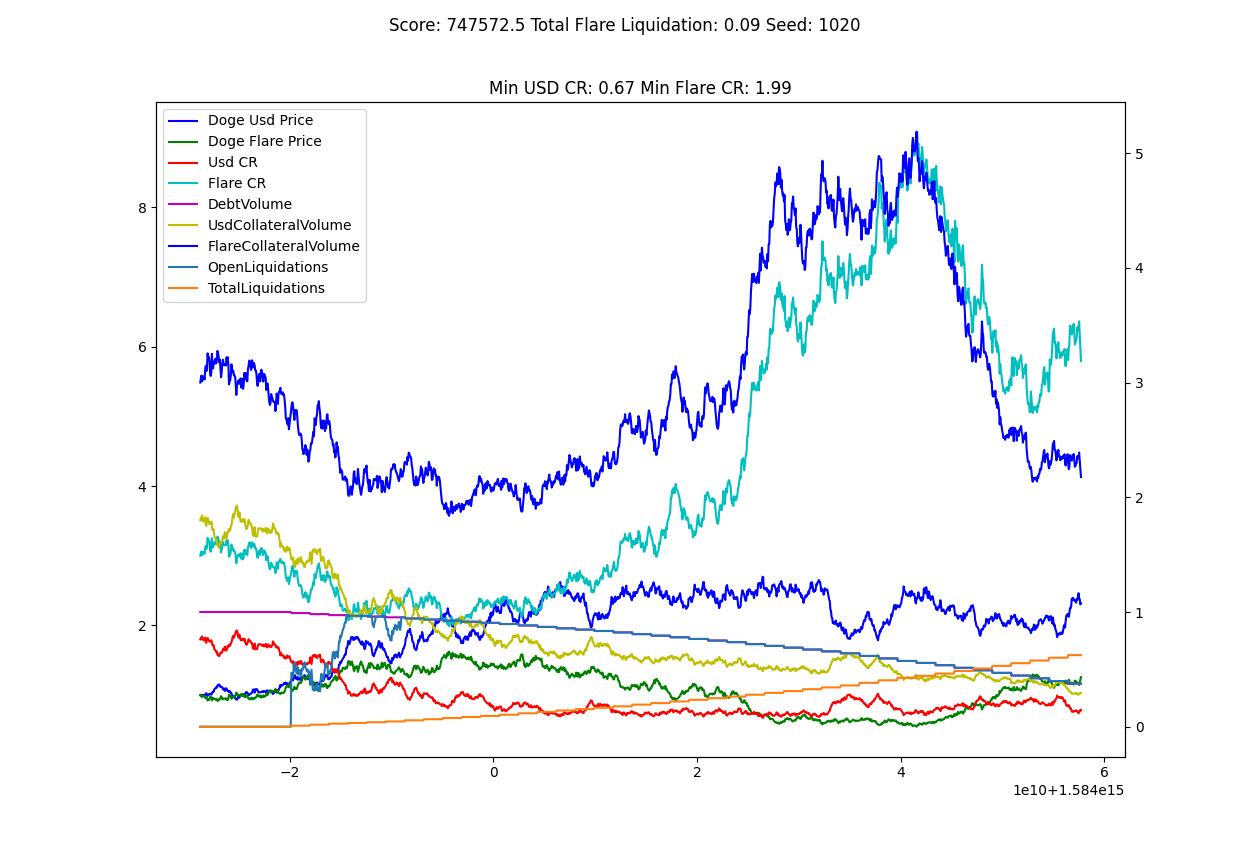 Score: 747572.5 Total Flare Liquidation: 0.09 Seed: 1020
Min USD CR: 0.67 Min Flare CR: 1.99
Doge Usd Price
Doge Flare Price
Usd CR
Flare CR
DebtVolume
UsdCollateralVolume
FlareCollateralVolume
OpenLiquidations
TotalLiquidations
8
6
4
2
5
4
3
2
1
0
−2
0
2
4
6
1e10+1.584e15